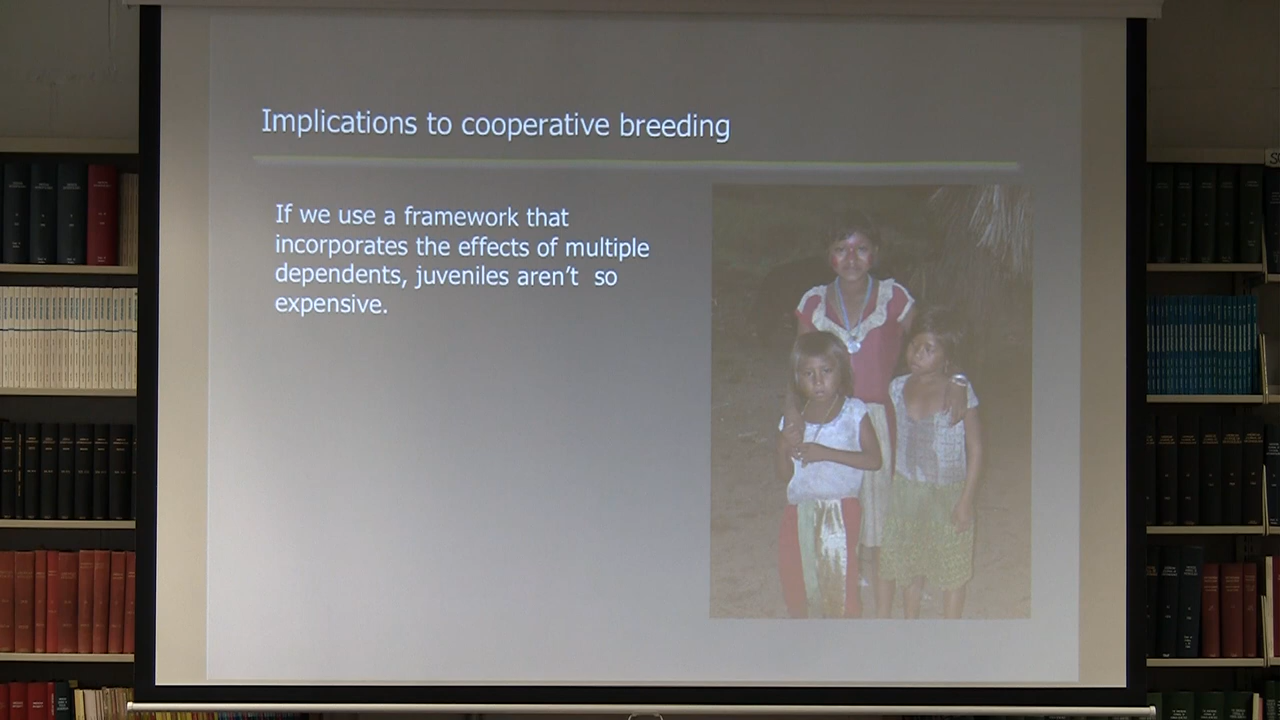 Implications to cooperative breeding
If we use a framework that
incorporates the effects of multiple
dependents, juveniles aren't so
expensive.